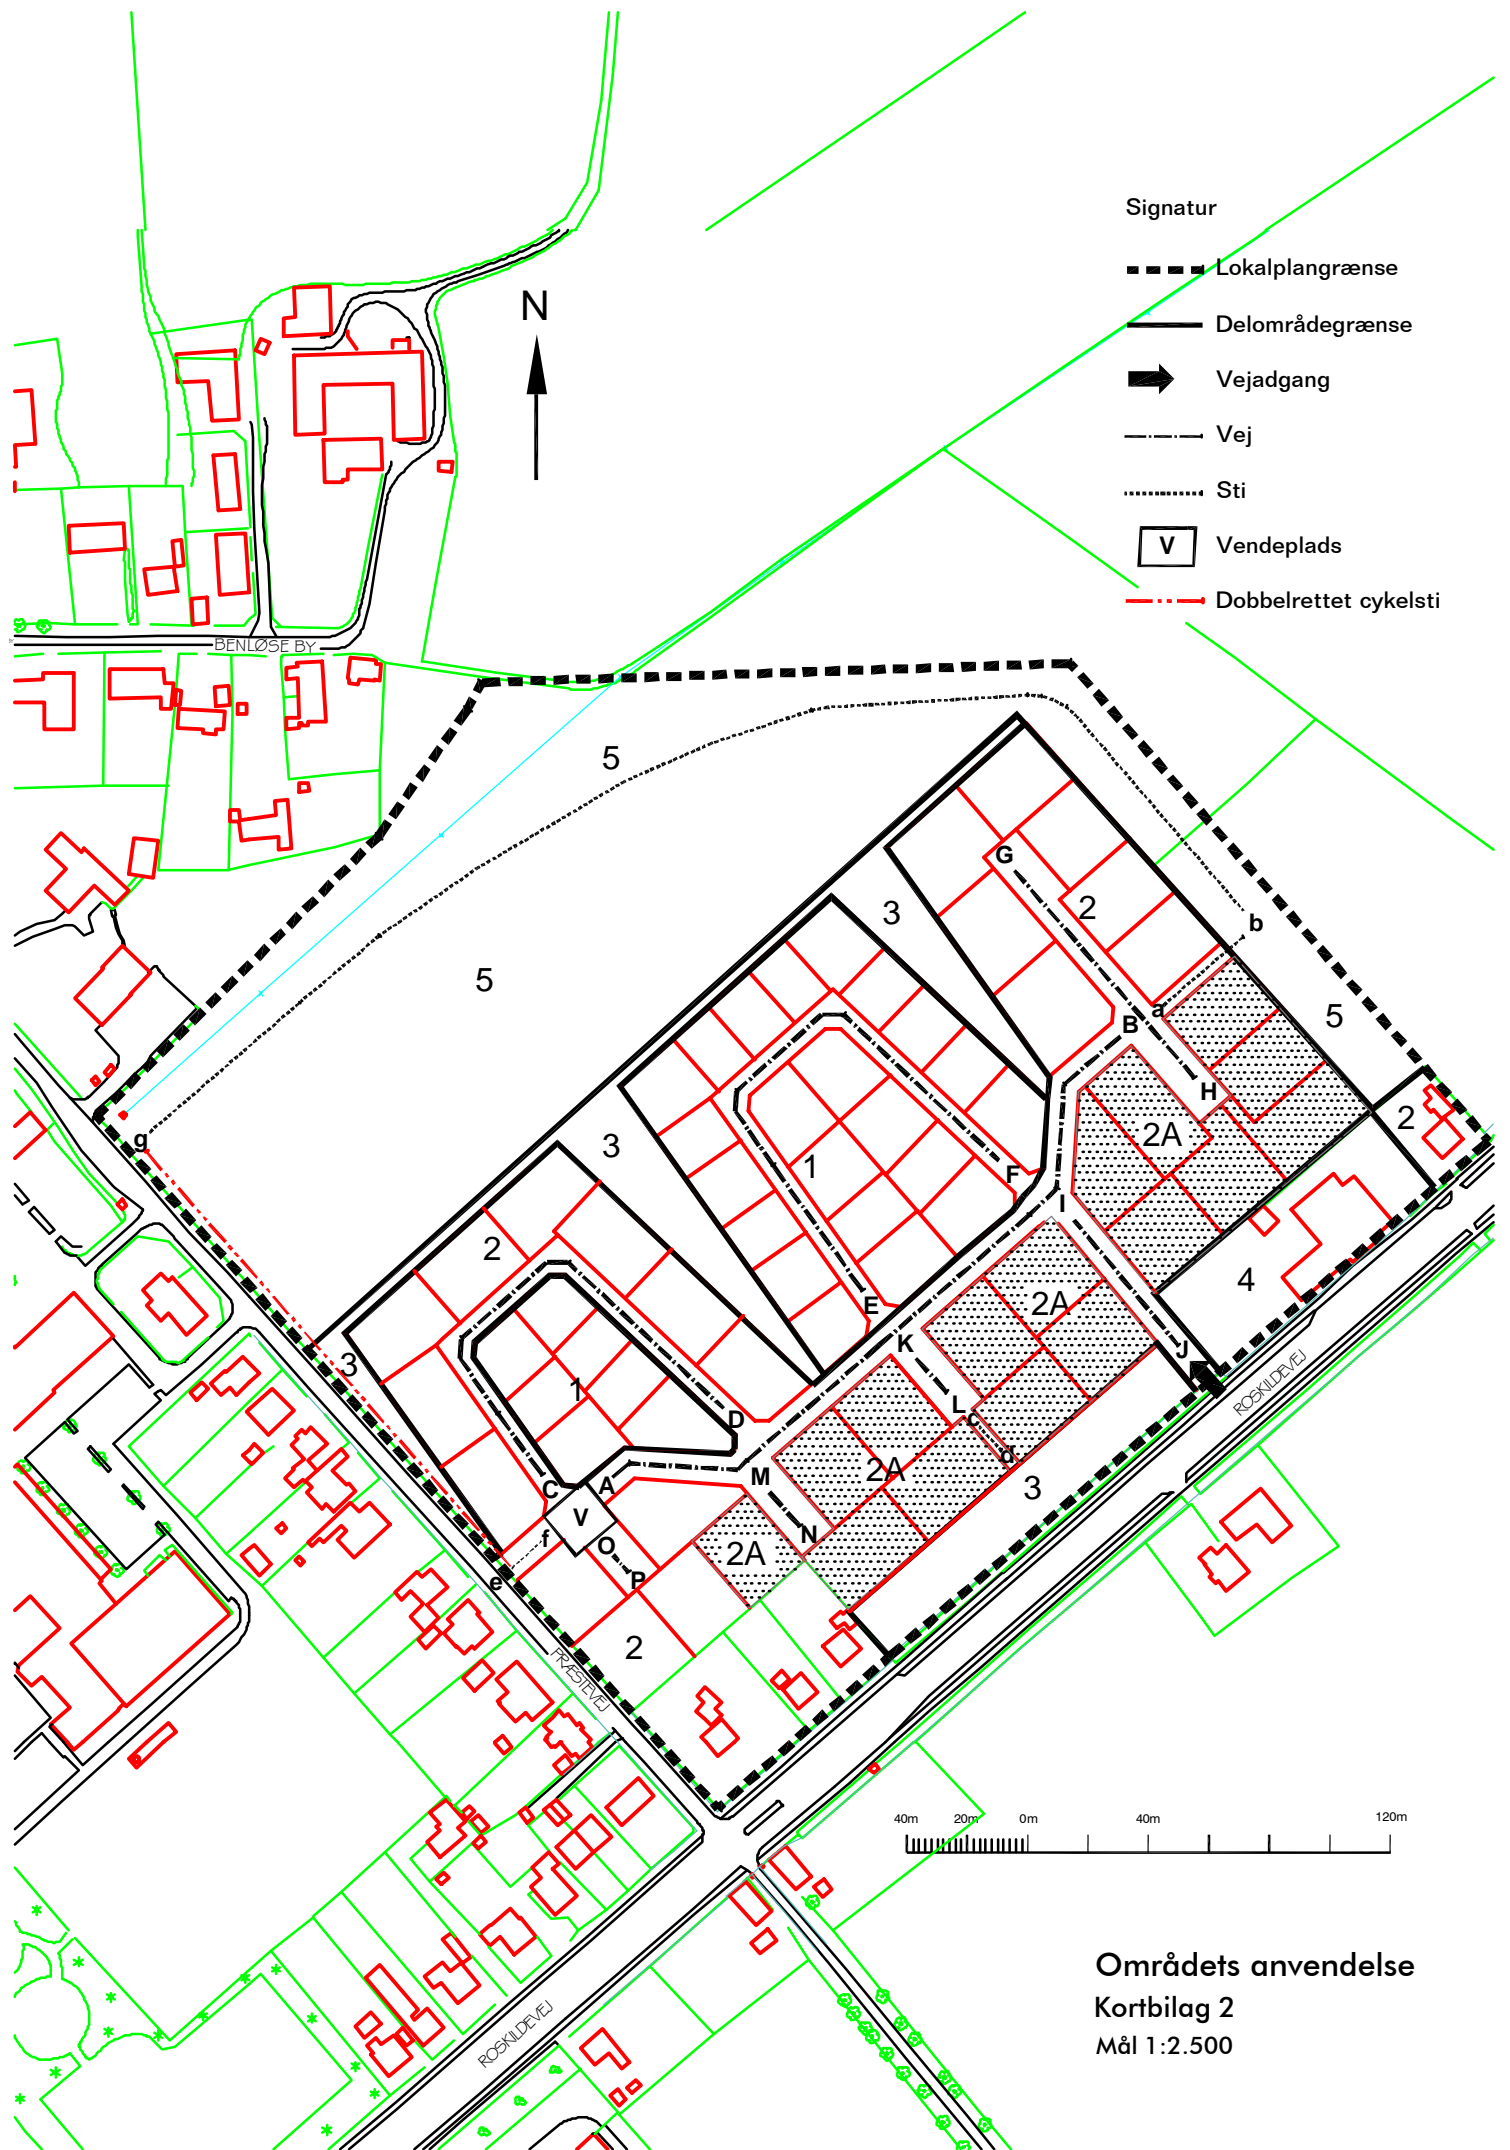 Signatur
Lokalplangrænse
Delområdegrænse
Vejadgang
Vej
Sti
V Vendeplads
Dobbelrettet cykelsti
N
BENLØSE BY
5
5
3
G
2
b
a
B
5
H
2
2A
g
3
1
F
I
2
4
2A
E
K
J
ROSKILDEVEJ
3
1
D
L
c
d
2A
M
3
C
A
V
N
f
O
2A
e
P
2
PRÆSTEVEJ
40m 20m 0m 40m 120m
ROSKILDEVEJ
Områdets anvendelse
Kortbilag 2
Mål 1:2.500